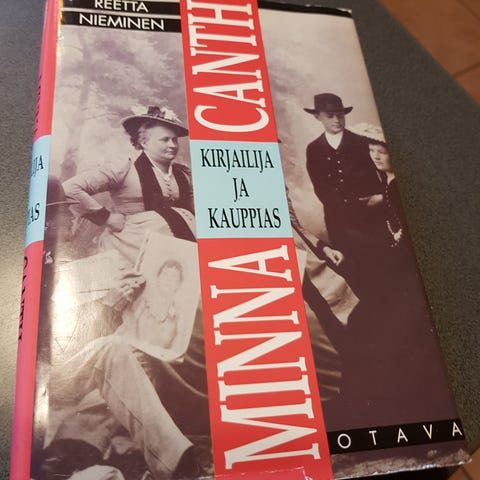 REETTA
NIEMINEN
MINNA CANTH
KIRJAILIJA
JA
KAUPPIAS
OTAVA